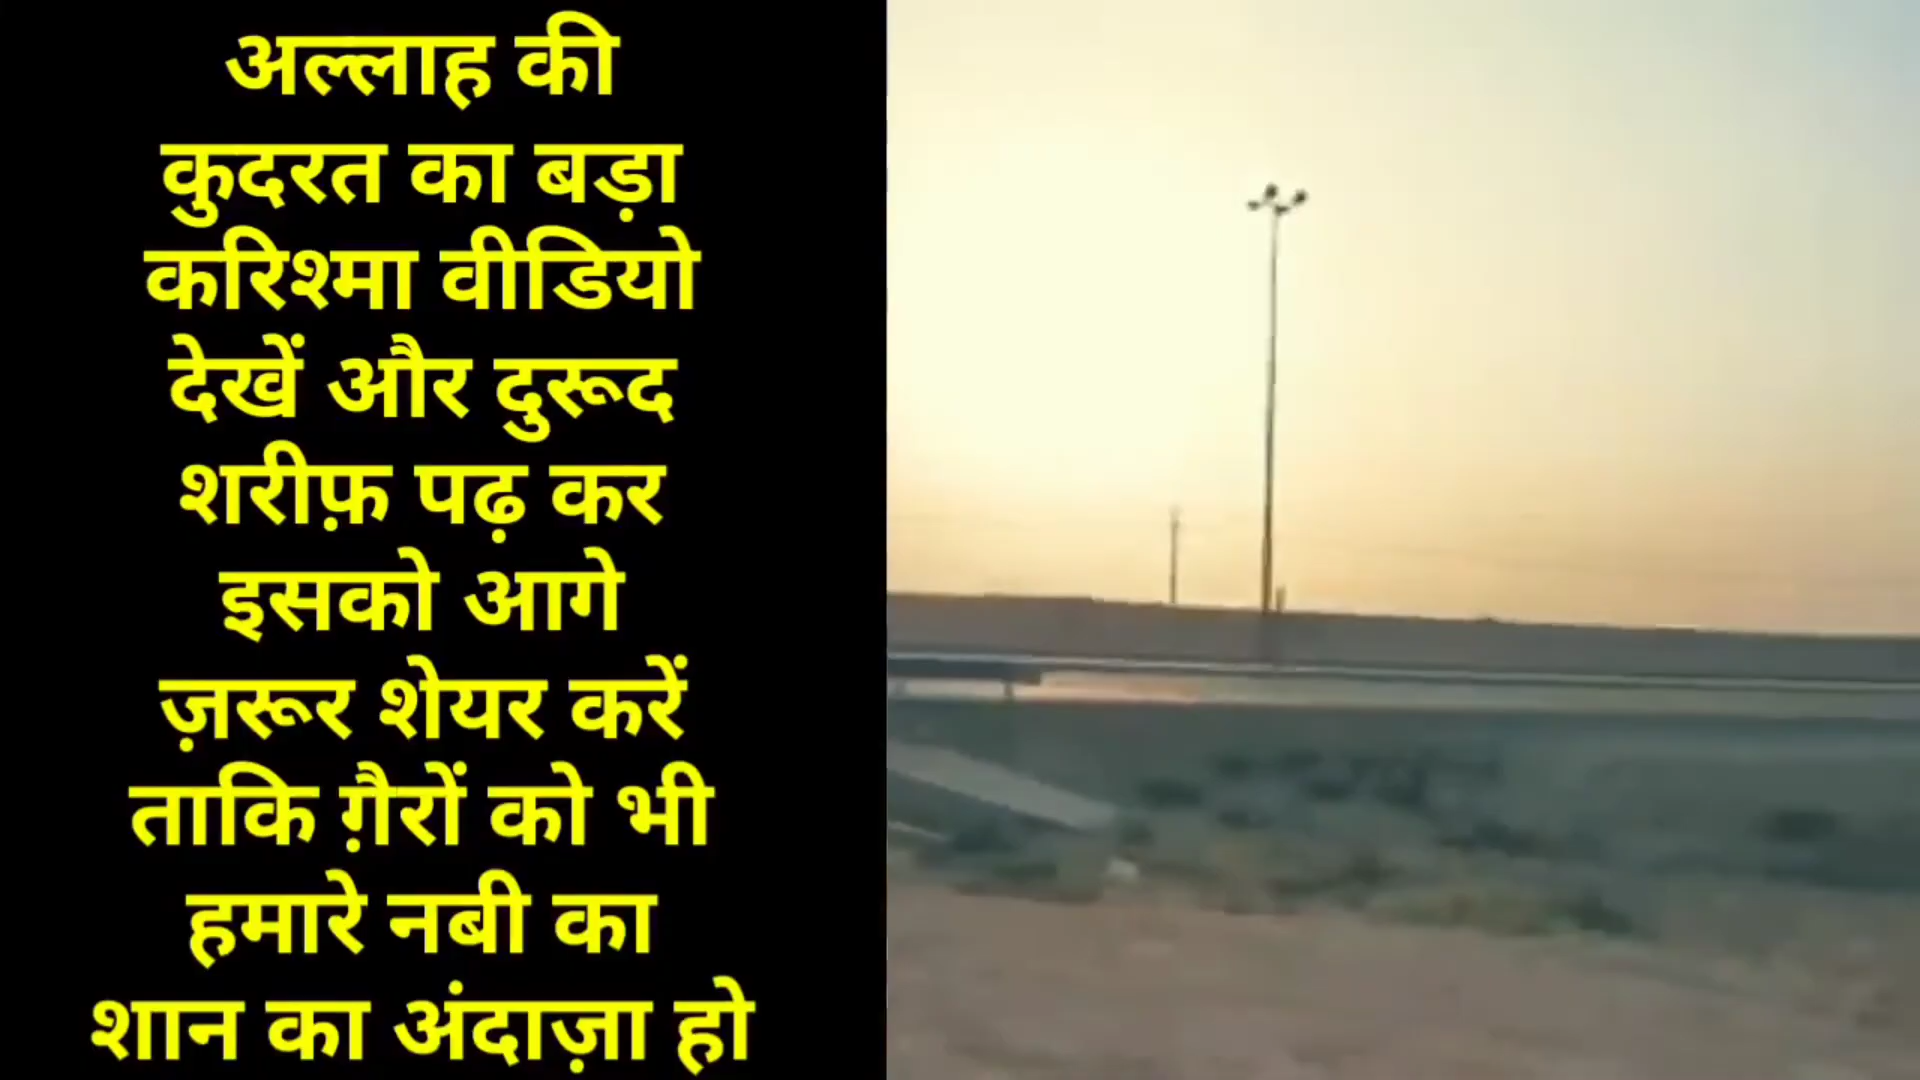 अल्लाह की
कुदरत का बड़ा
करिश्मा वीडियो
देखें और दुरूद
शरीफ़ पढ़ कर
इसको आगे
ज़रूर शेयर करें
ताकि ग़ैरों को भी
हमारे नबी का
शान का अंदाज़ा हो